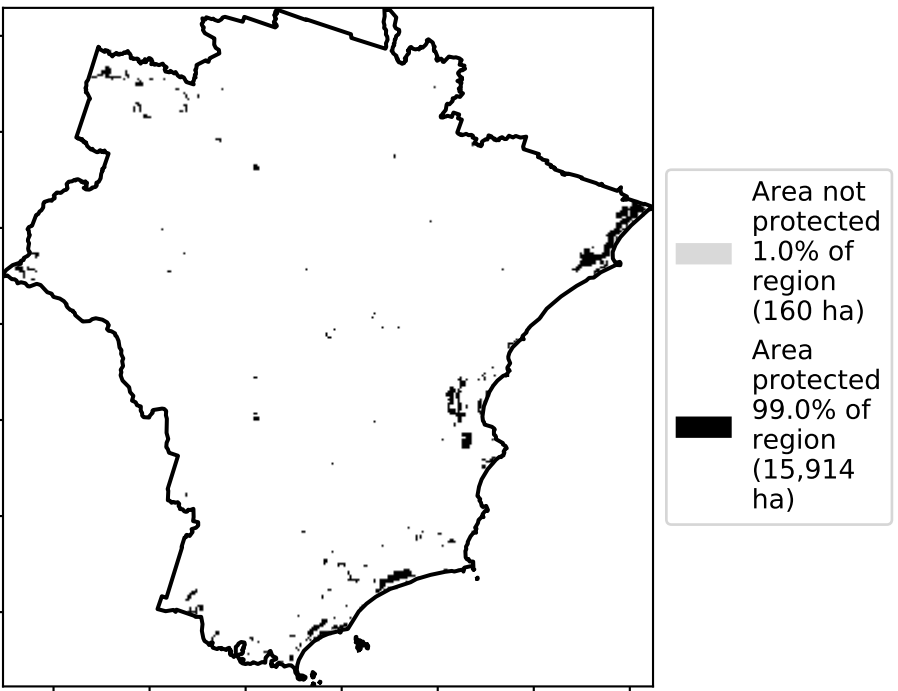 Area not
protected
1.0% of
region
(160 ha)
Area
protected
99.0% of
region
(15,914
ha)